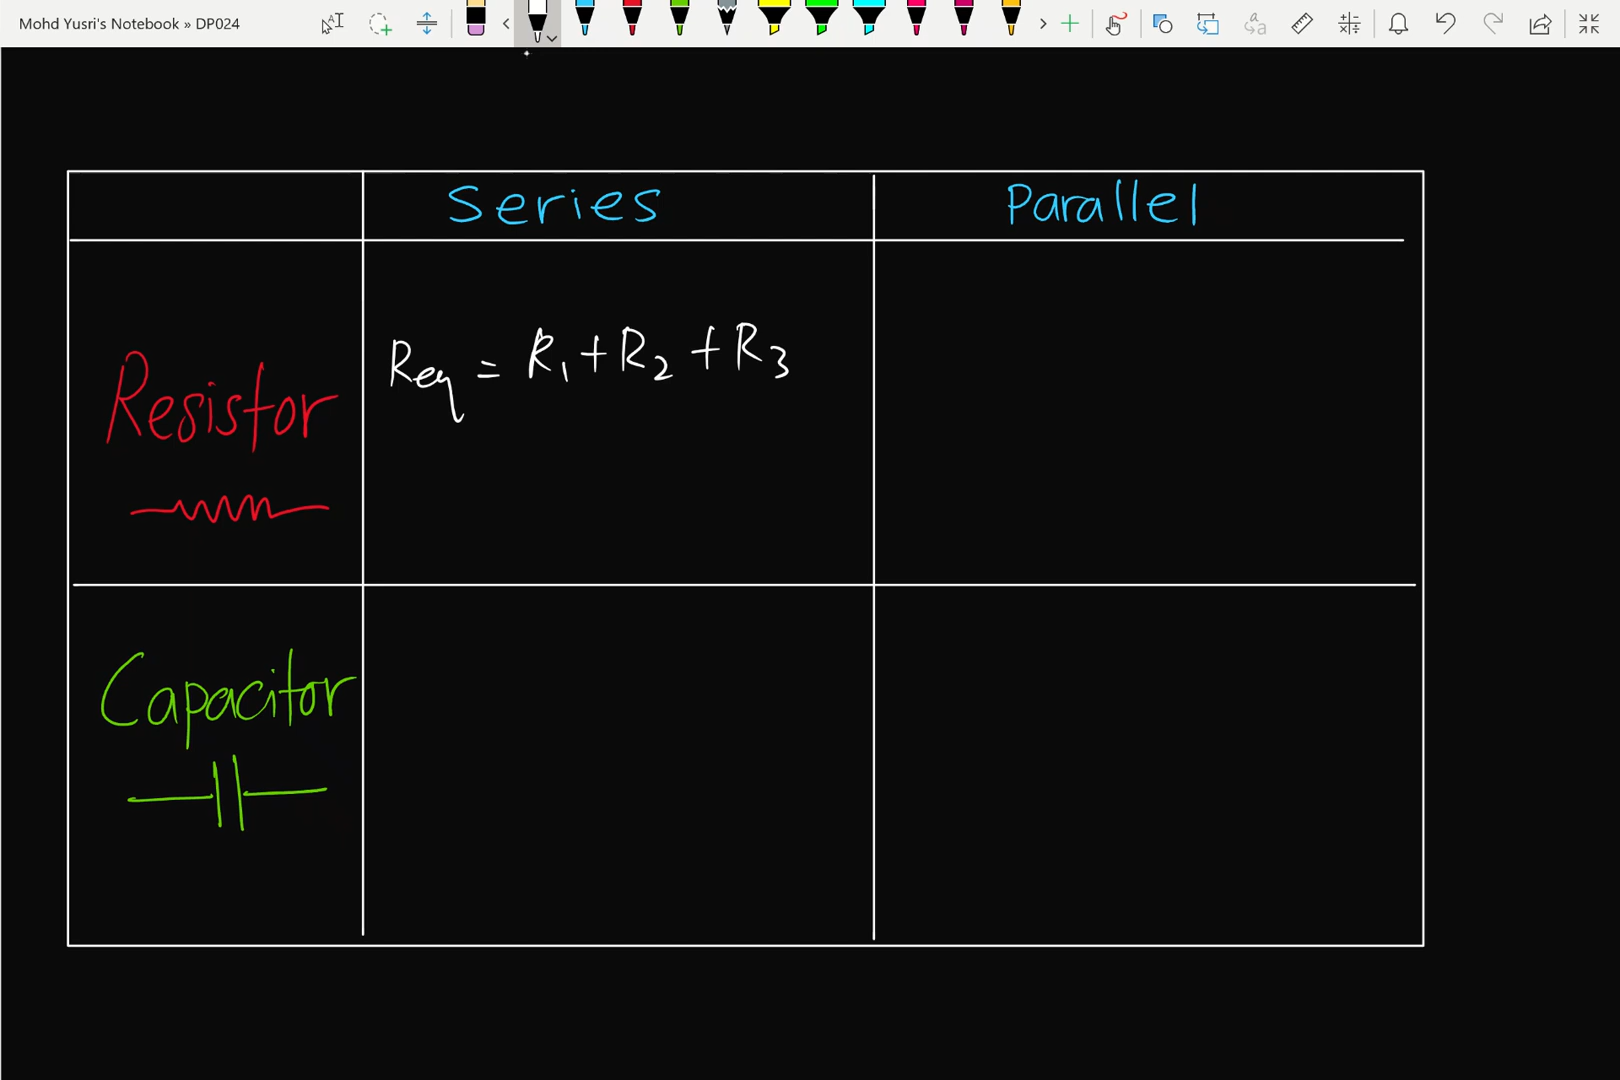 Mohd Yusri's Notebook » DP024
Series Parallel
Resistor
Req = R₁ + R₂ + R₃
Capacitor